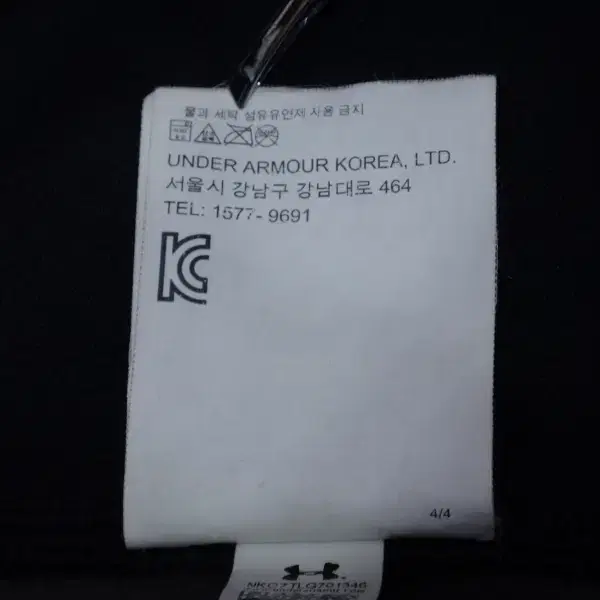 물과 세탁 섬유유연제 사용 금지
UNDER ARMOUR KOREA, LTD.
서울시 강남구 강남대로 464
TEL: 1577- 9691
KC
4/4